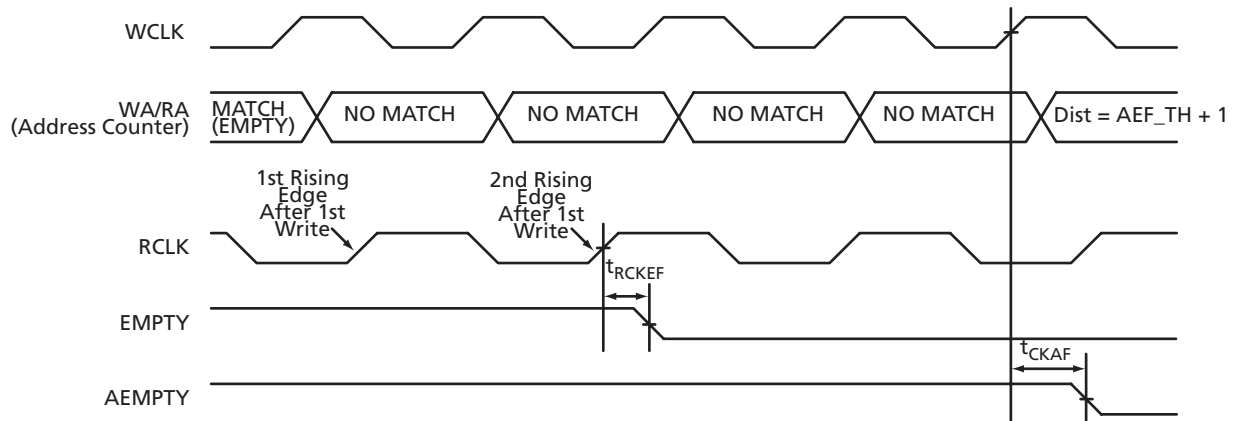 WCLK
WA/RA
(Address Counter)
MATCH
(EMPTY)
NO MATCH
NO MATCH
NO MATCH
NO MATCH
Dist = AEF_TH + 1
1st Rising
Edge
After 1st
Write
2nd Rising
Edge
After 1st
Write
RCLK
tRCKEF
EMPTY
tCKAF
AEMPTY